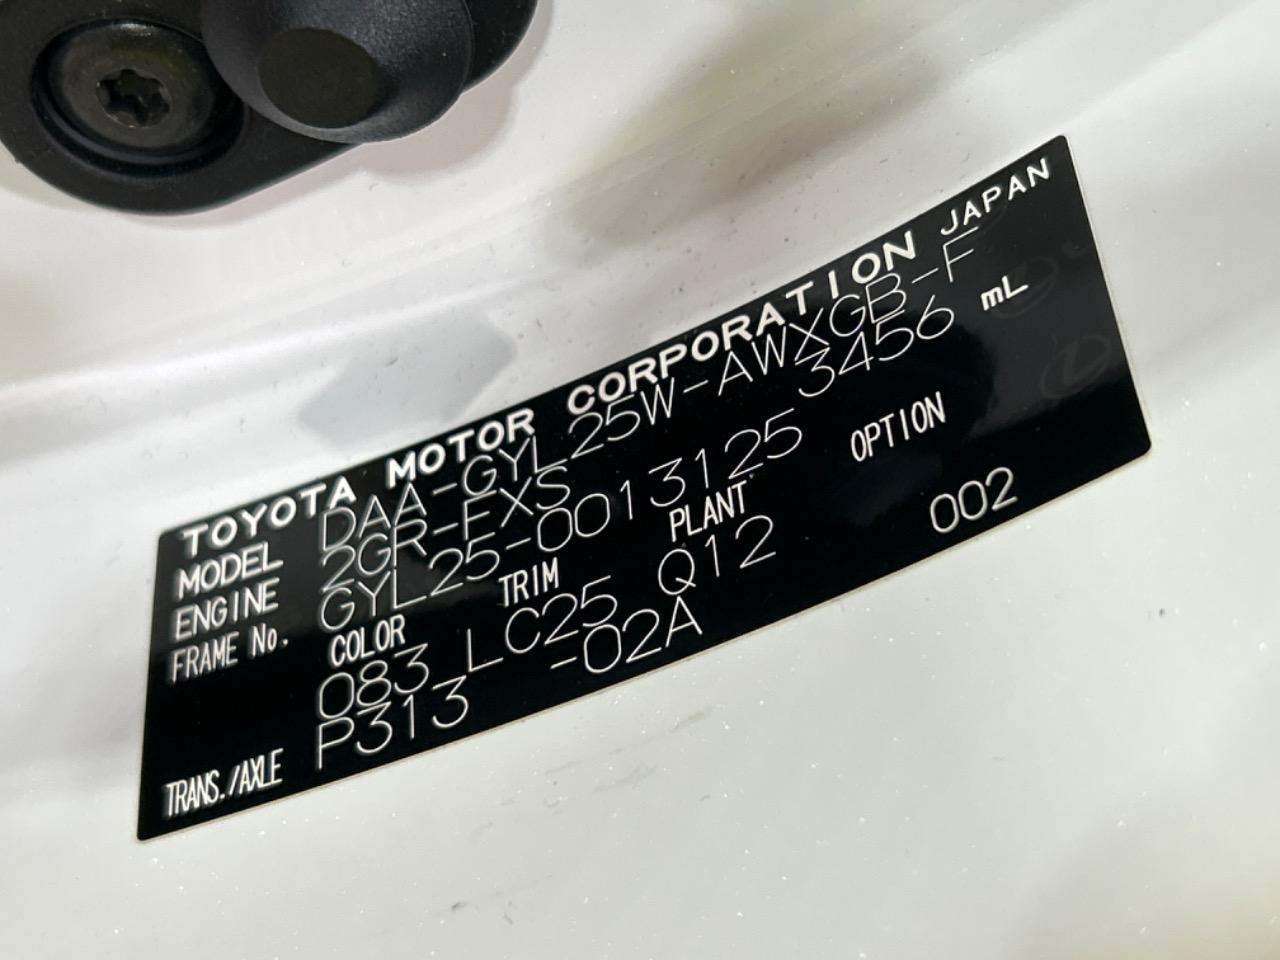 TOYOTA MOTOR CORPORATION JAPAN
MODEL DAA-GYL25W-AWXGB-F
ENGINE 2GR-FXS 3456 mL
FRAME No. GYL25-0013125
COLOR TRIM PLANT OPTION
083 LC25 Q12 002
TRANS./AXLE P313 -02A